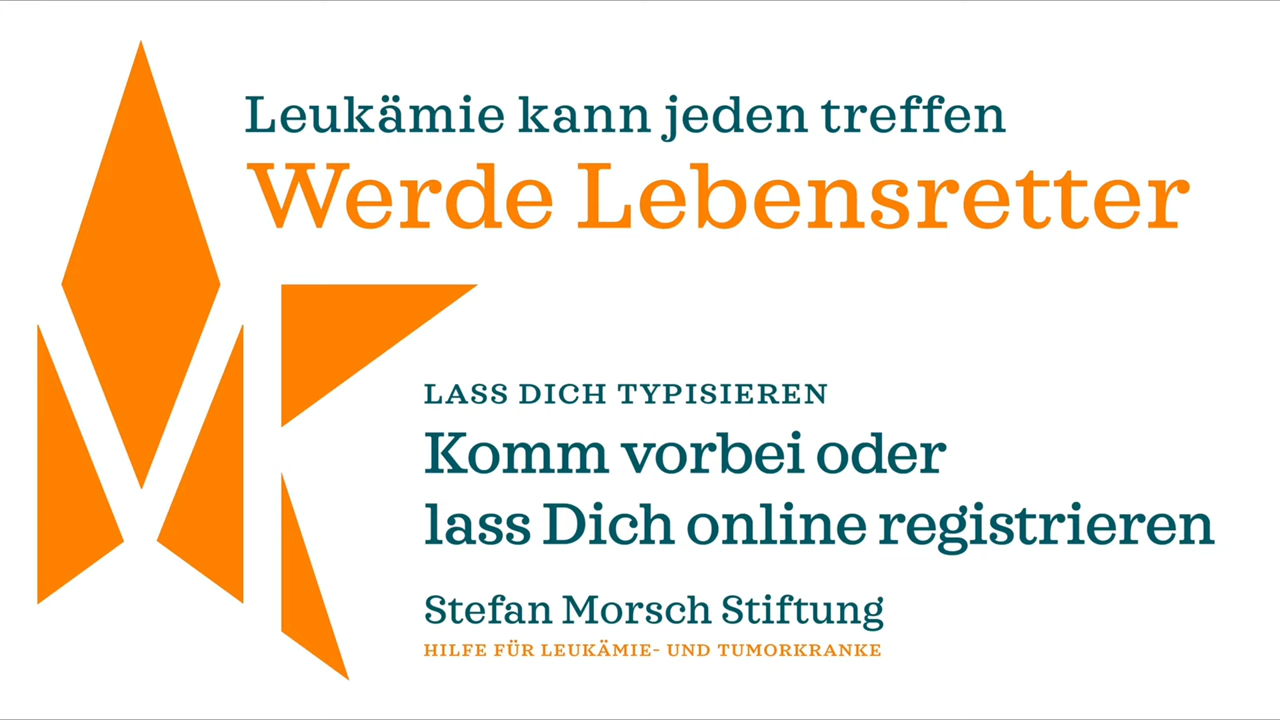 Leukämie kann jeden treffen
Werde Lebensretter
LASS DICH TYPISIEREN
Komm vorbei oder
lass Dich online registrieren
Stefan Morsch Stiftung
HILFE FÜR LEUKÄMIE- UND TUMORKRANKE